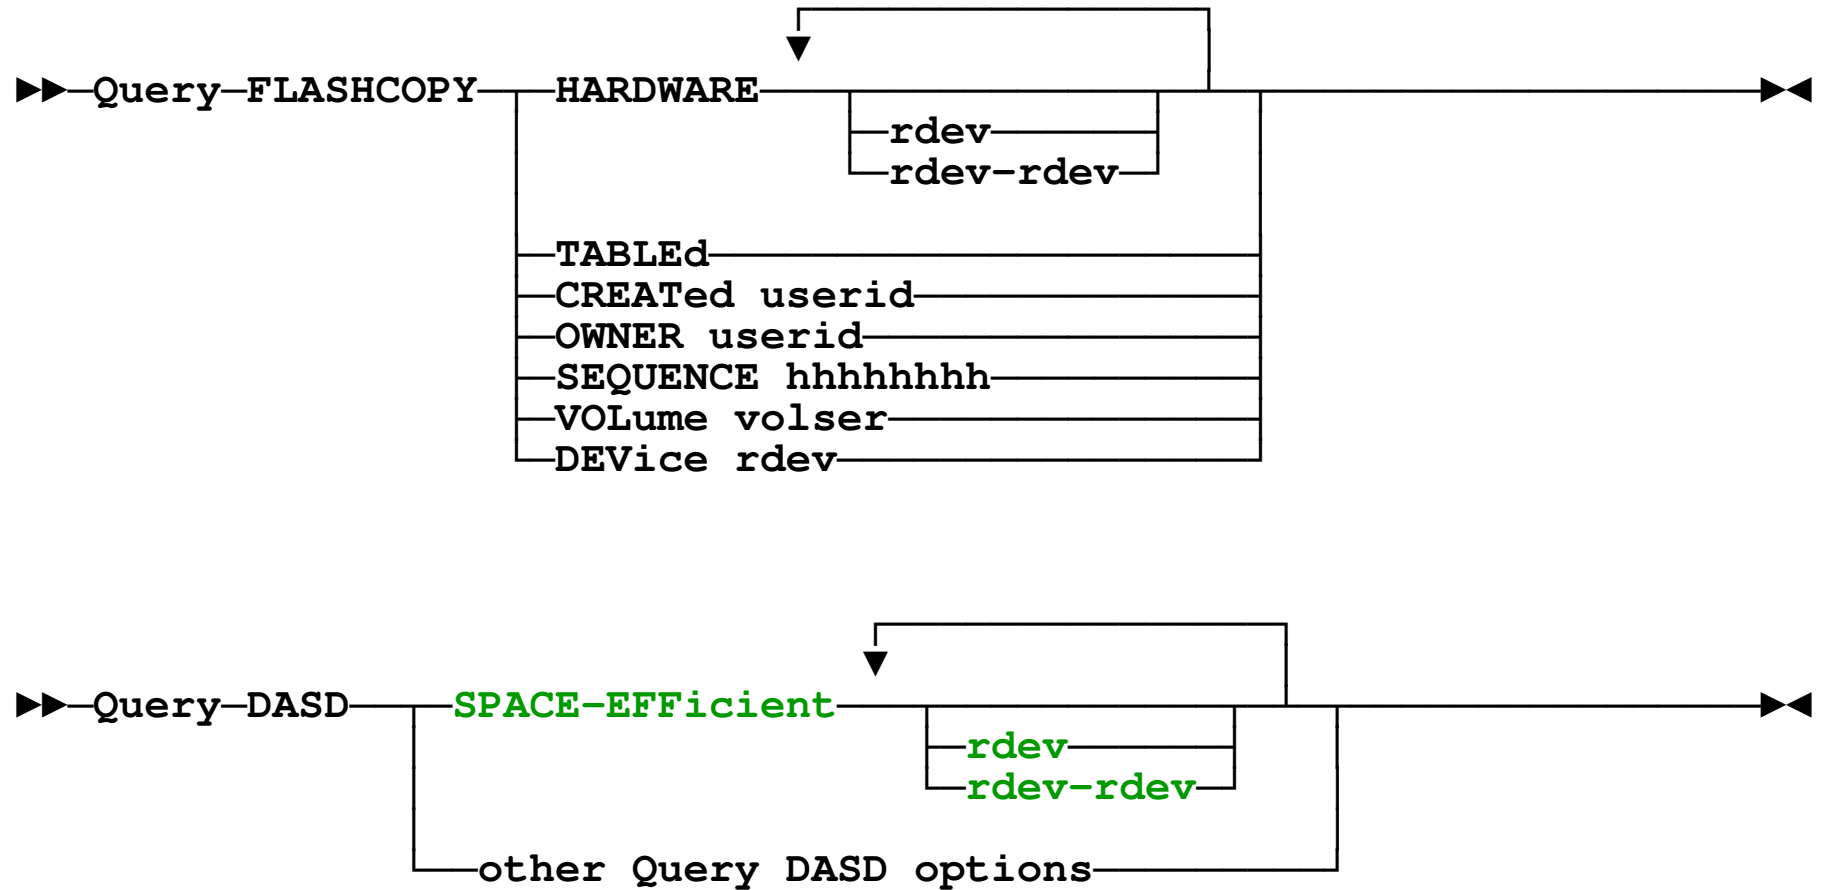 Query FLASHCOPY HARDWARE
rdev
rdev-rdev
TABLEd
CREATed userid
OWNER userid
SEQUENCE hhhhhhhh
VOLume volser
DEVice rdev
Query DASD SPACE-EFFicient
rdev
rdev-rdev
other Query DASD options